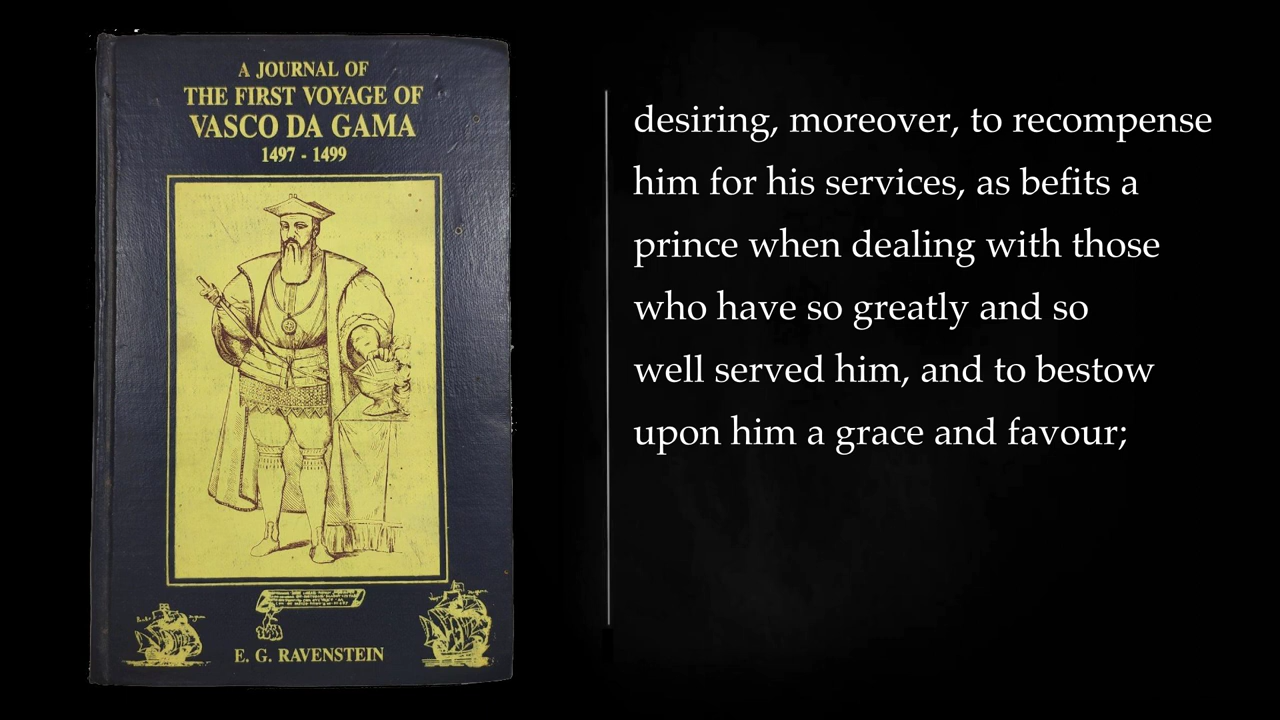 A JOURNAL OF
THE FIRST VOYAGE OF
VASCO DA GAMA
1497 - 1499
E. G. RAVENSTEIN
desiring, moreover, to recompense
him for his services, as befits a
prince when dealing with those
who have so greatly and so
well served him, and to bestow
upon him a grace and favour;